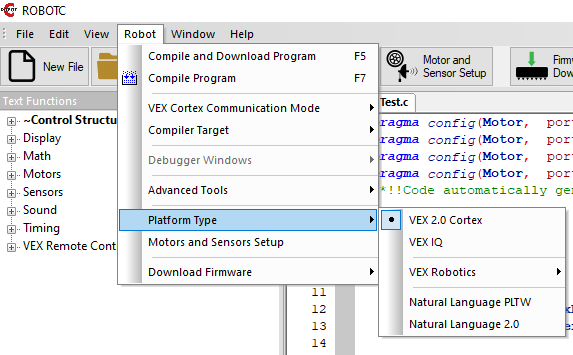 ROBOTC
File Edit View Robot Window Help
New File
Motor and
Sensor Setup
Firm
Downl
Text Functions
~Control Structu
Display
Math
Motors
Sensors
Sound
Timing
VEX Remote Cont
Compile and Download Program F5
Compile Program F7
VEX Cortex Communication Mode
Compiler Target
Debugger Windows
Advanced Tools
Platform Type
Motors and Sensors Setup
Download Firmware
VEX 2.0 Cortex
VEX IQ
VEX Robotics
Natural Language PLTW
Natural Language 2.0
Test.c
ragma config(Motor, por
ragma config(Motor, por
ragma config(Motor, por
ragma config(Motor, por
*!!Code automatically gen
11
12
13
14